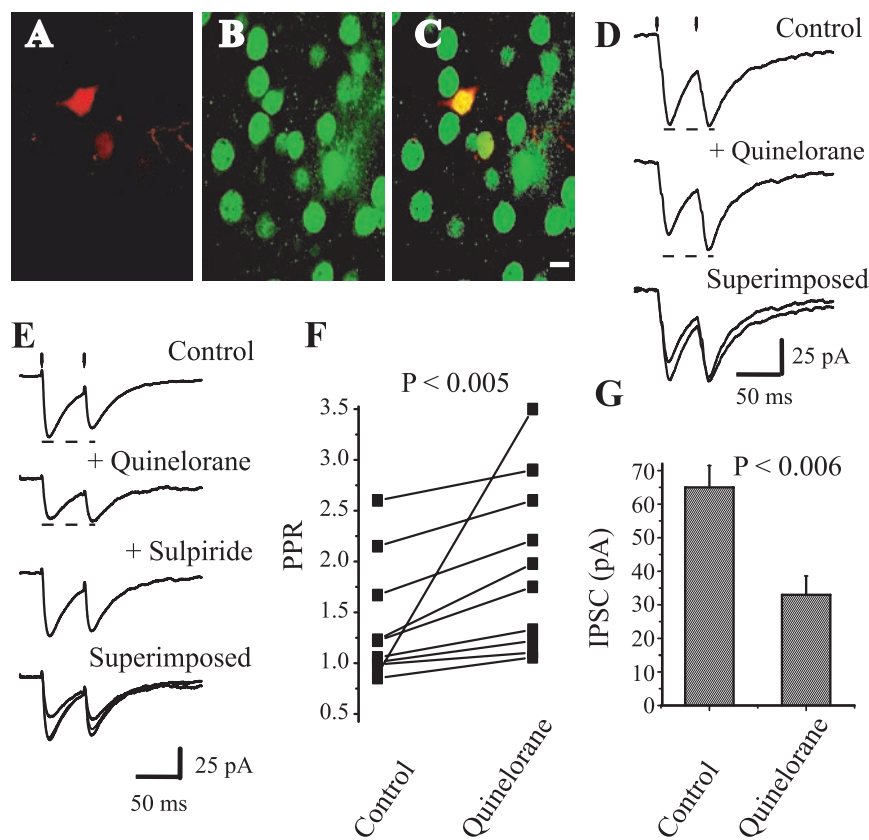 A
B
C
D
Control
+ Quinelorane
Superimposed
25 pA
50 ms
E
Control
+ Quinelorane
+ Sulpiride
Superimposed
25 pA
50 ms
F
P < 0.005
3.5
3.0
2.5
2.0
1.5
1.0
0.5
PPR
Control
Quinelorane
G
P < 0.006
70
60
50
40
30
20
10
0
IPSC (pA)
Control
Quinelorane